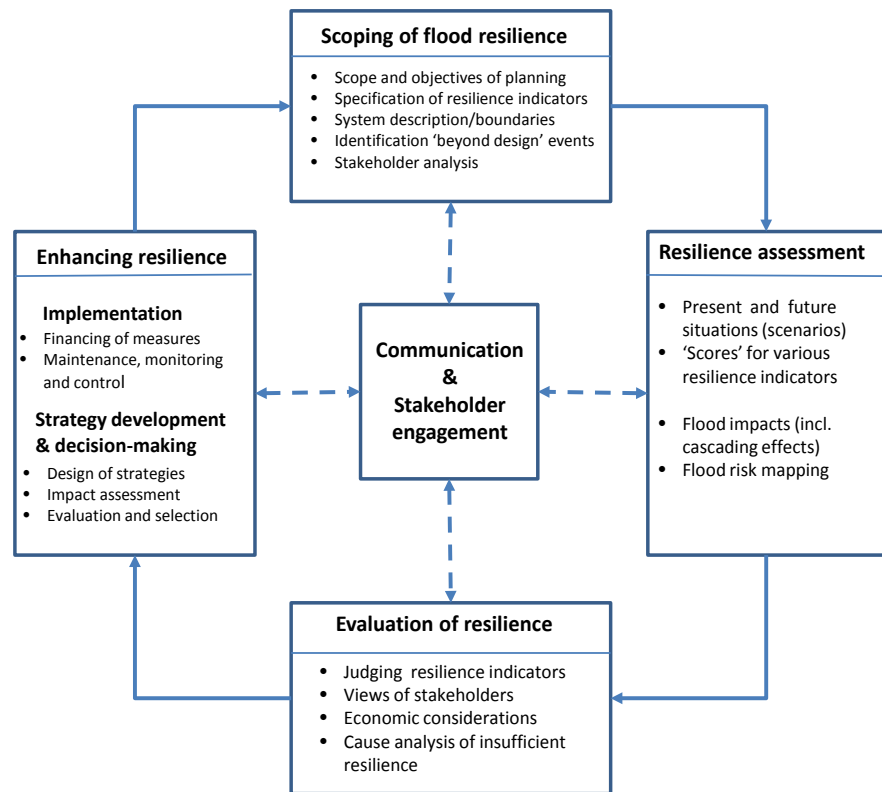 Scoping of flood resilience
• Scope and objectives of planning
• Specification of resilience indicators
• System description/boundaries
• Identification ‘beyond design’ events
• Stakeholder analysis
Resilience assessment
• Present and future
situations (scenarios)
• ‘Scores’ for various
resilience indicators
• Flood impacts (incl.
cascading effects)
• Flood risk mapping
Evaluation of resilience
• Judging resilience indicators
• Views of stakeholders
• Economic considerations
• Cause analysis of insufficient
resilience
Enhancing resilience
Implementation
• Financing of measures
• Maintenance, monitoring
and control
Strategy development
& decision-making
• Design of strategies
• Impact assessment
• Evaluation and selection
Communication
&
Stakeholder
engagement